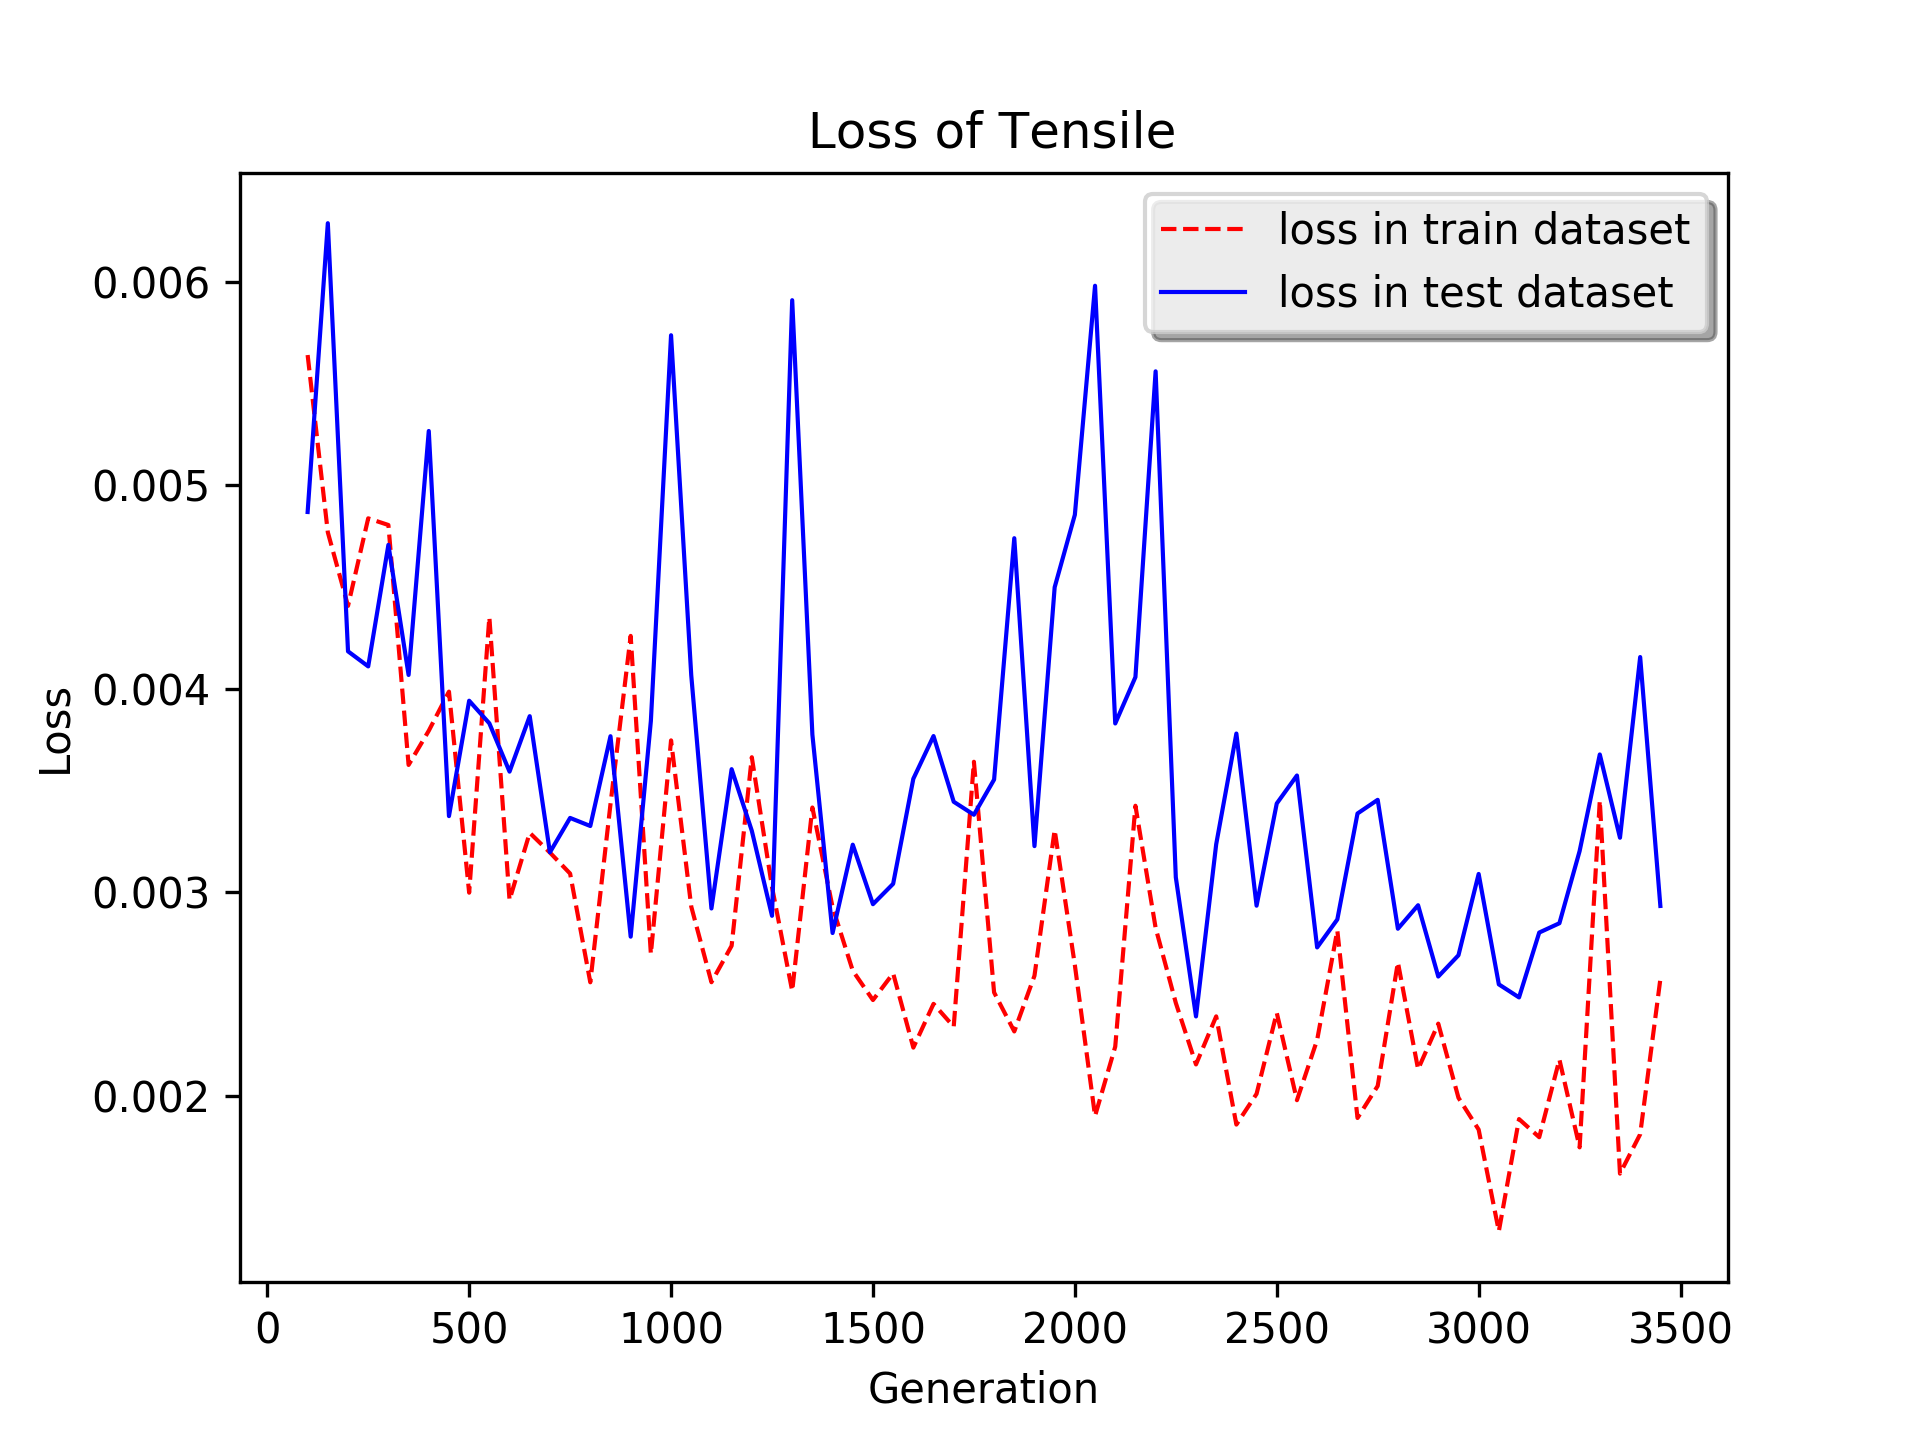 Loss of Tensile
loss in train dataset
loss in test dataset
0.006
0.005
0.004
0.003
0.002
Loss
0 500 1000 1500 2000 2500 3000 3500
Generation